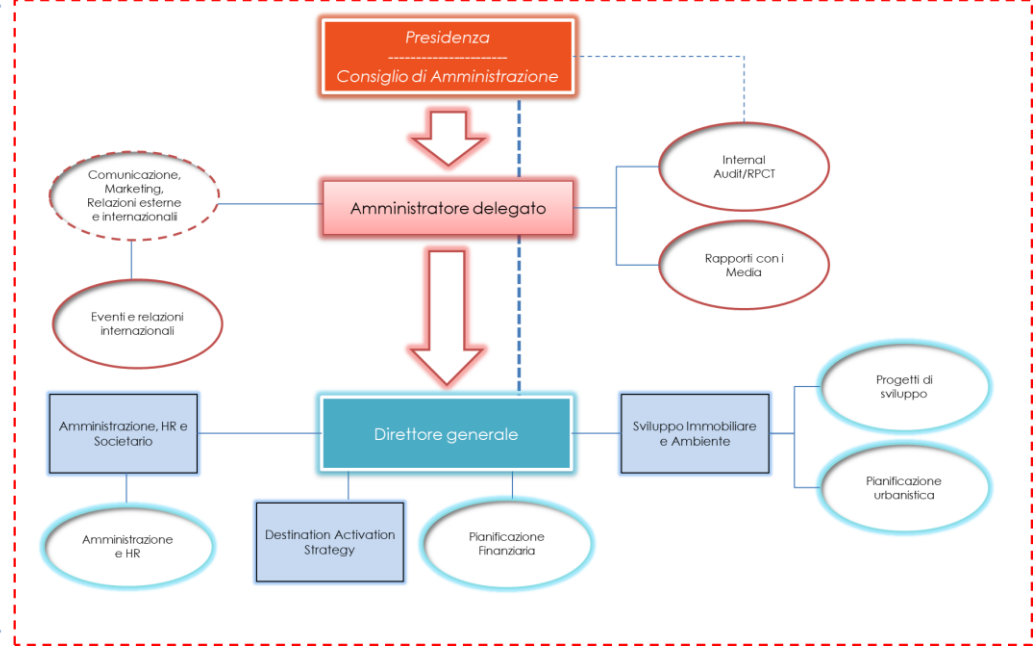 Presidenza
----------------------
Consiglio di Amministrazione
Comunicazione,
Marketing,
Relazioni esterne
e internazionali
Amministratore delegato
Internal
Audit/RPCT
Rapporti con i
Media
Eventi e relazioni
internazionali
Progetti di
sviluppo
Amministrazione, HR e
Societario
Direttore generale
Sviluppo Immobiliare
e Ambiente
Pianificazione
urbanistica
Amministrazione
e HR
Destination Activation
Strategy
Pianificazione
Finanziaria